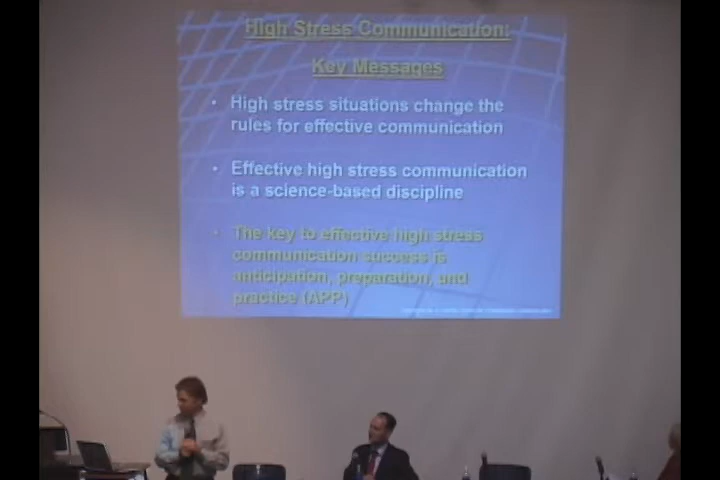 High Stress Communication:
Key Messages
• High stress situations change the
rules for effective communication
• Effective high stress communication
is a science-based discipline
• The key to effective high stress
communication success is
anticipation, preparation, and
practice (APP)